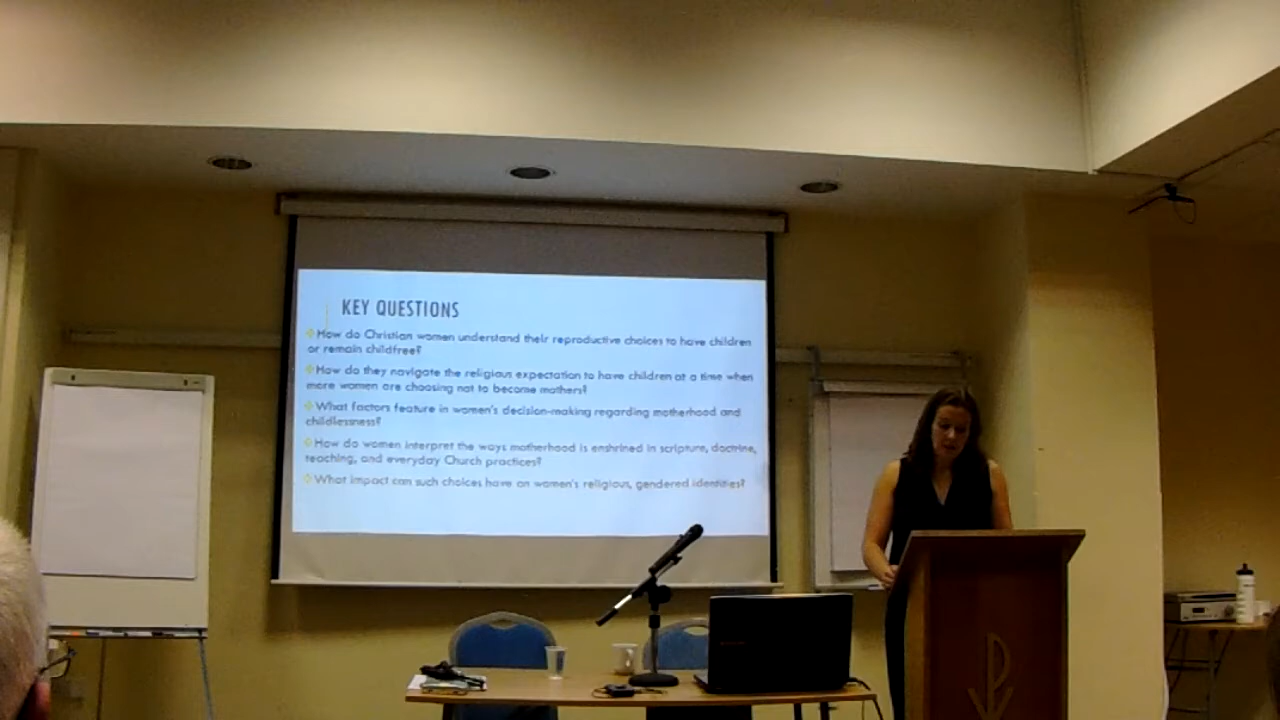 KEY QUESTIONS
How do Christian women understand their reproductive choices to have children
or remain childfree?
How do they navigate the religious expectation to have children at a time when
more women are choosing not to become mothers?
What factors feature in women's decision-making regarding motherhood and
childlessness?
How do women interpret the ways motherhood is enshrined in scripture, doctrine,
teaching, and everyday Church practices?
What impact can such choices have on women's religious, gendered identities?